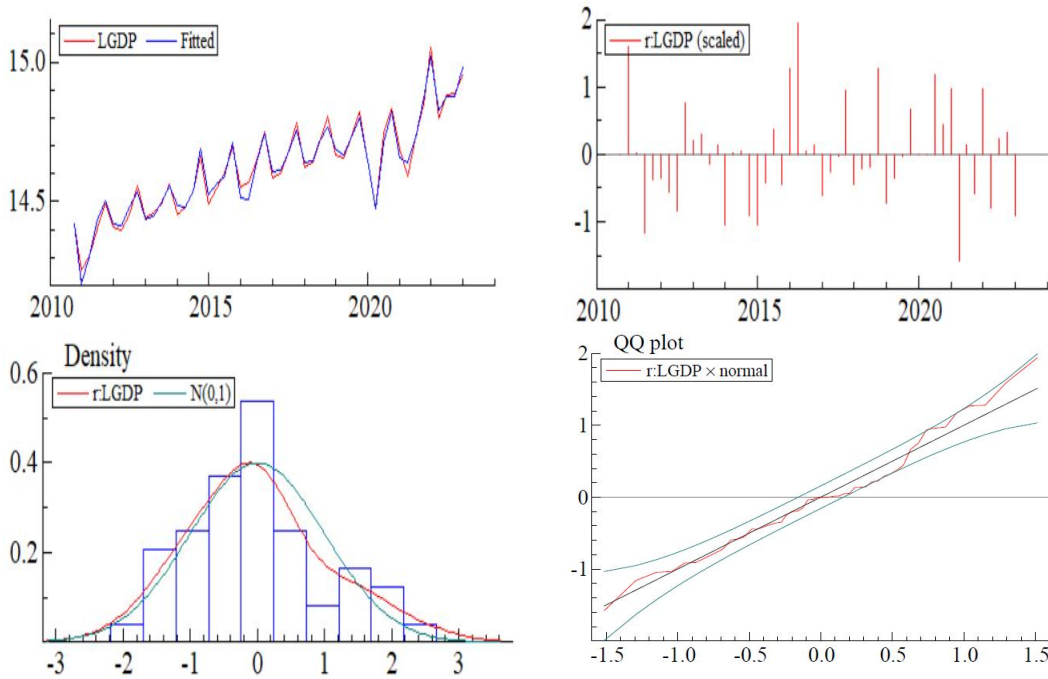 LGDP Fitted
15.0
14.5
2010 2015 2020
r:LGDP (scaled)
2
1
0
-1
2010 2015 2020
Density
r:LGDP N(0,1)
0.6
0.4
0.2
-3 -2 -1 0 1 2 3
QQ plot
r:LGDP × normal
2
1
0
-1
-1.5 -1.0 -0.5 0.0 0.5 1.0 1.5